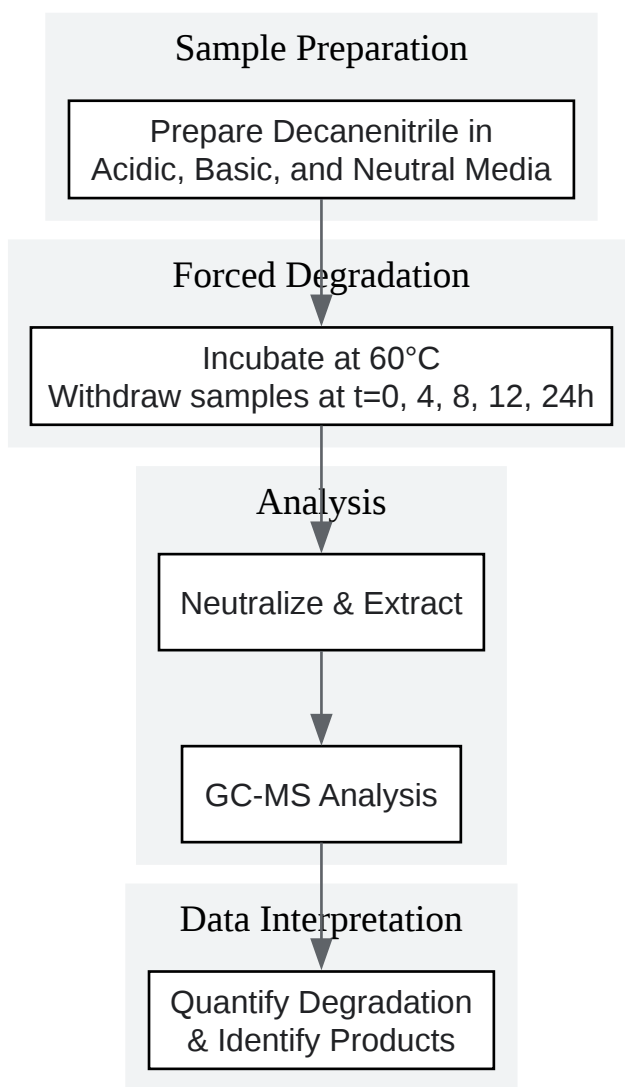 Sample Preparation
Prepare Decanenitrile in
Acidic, Basic, and Neutral Media
Forced Degradation
Incubate at 60°C
Withdraw samples at t=0, 4, 8, 12, 24h
Analysis
Neutralize & Extract
GC-MS Analysis
Data Interpretation
Quantify Degradation
& Identify Products